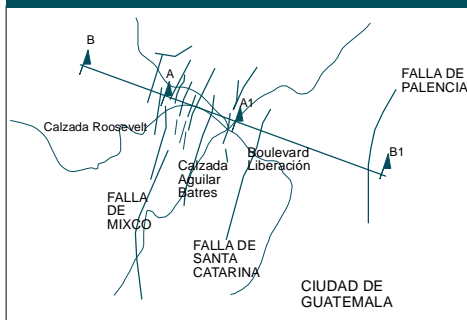 B
A
FALLA DE
PALENCIA
A1
Calzada Roosevelt
Boulevard
Liberación
B1
Calzada
Aguilar
Batres
FALLA
DE
MIXCO
FALLA DE
SANTA
CATARINA
CIUDAD DE
GUATEMALA